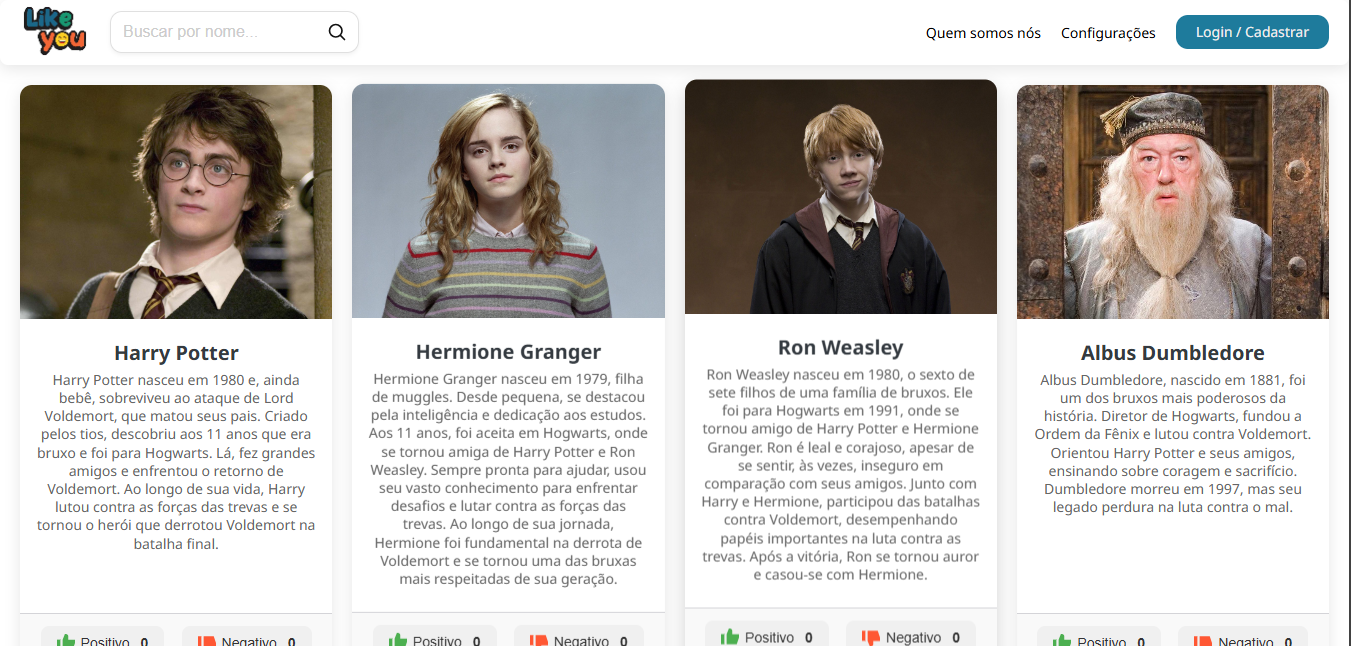 Like
you
Buscar por nome...
Quem somos nós
Configurações
Login / Cadastrar
Harry Potter
Harry Potter nasceu em 1980 e, ainda
bebê, sobreviveu ao ataque de Lord
Voldemort, que matou seus pais. Criado
pelos tios, descobriu aos 11 anos que era
bruxo e foi para Hogwarts. Lá, fez grandes
amigos e enfrentou o retorno de
Voldemort. Ao longo de sua vida, Harry
lutou contra as forças das trevas e se
tornou o herói que derrotou Voldemort na
batalha final.
Positivo 0
Negativo 0
Hermione Granger
Hermione Granger nasceu em 1979, filha
de muggles. Desde pequena, se destacou
pela inteligência e dedicação aos estudos.
Aos 11 anos, foi aceita em Hogwarts, onde
se tornou amiga de Harry Potter e Ron
Weasley. Sempre pronta para ajudar, usou
seu vasto conhecimento para enfrentar
desafios e lutar contra as forças das
trevas. Ao longo de sua jornada,
Hermione foi fundamental na derrota de
Voldemort e se tornou uma das bruxas
mais respeitadas de sua geração.
Positivo 0
Negativo 0
Ron Weasley
Ron Weasley nasceu em 1980, o sexto de
sete filhos de uma família de bruxos. Ele
foi para Hogwarts em 1991, onde se
tornou amigo de Harry Potter e Hermione
Granger. Ron é leal e corajoso, apesar de
se sentir, às vezes, inseguro em
comparação com seus amigos. Junto com
Harry e Hermione, participou das batalhas
contra Voldemort, desempenhando
papéis importantes na luta contra as
trevas. Após a vitória, Ron se tornou auror
e casou-se com Hermione.
Positivo 0
Negativo 0
Albus Dumbledore
Albus Dumbledore, nascido em 1881, foi
um dos bruxos mais poderosos da
história. Diretor de Hogwarts, fundou a
Ordem da Fênix e lutou contra Voldemort.
Orientou Harry Potter e seus amigos,
ensinando sobre coragem e sacrifício.
Dumbledore morreu em 1997, mas seu
legado perdura na luta contra o mal.
Positivo 0
Negativo 0